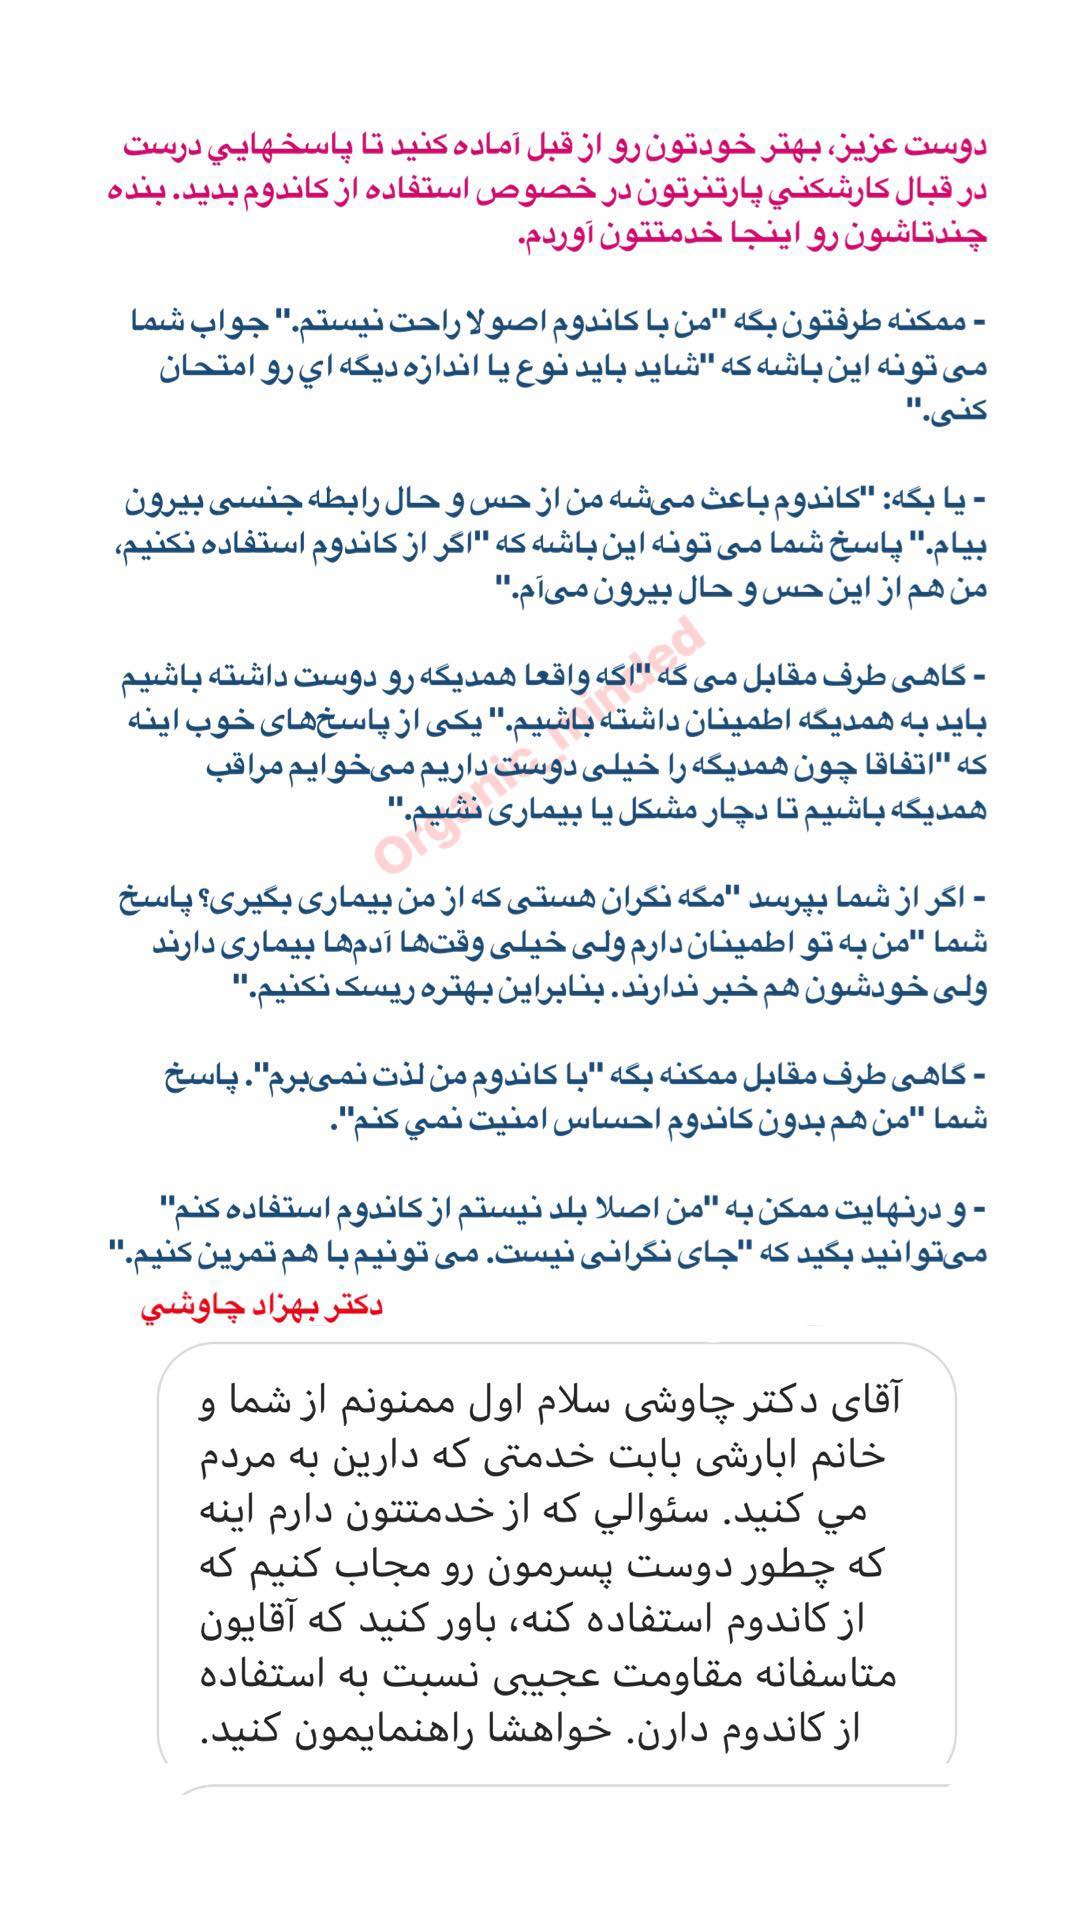 دوست عزیز، بهتر خودتون رو از قبل آماده کنید تا پاسخهایي درست
در قبال کارشکني پارتنرتون در خصوص استفاده از کاندوم بدید. بنده
چندتاشون رو اینجا خدمتتون آوردم.
- ممکنه طرفتون بگه "من با کاندوم اصولا راحت نیستم." جواب شما
می تونه این باشه که "شاید باید نوع یا اندازه دیگه اي رو امتحان
کنی."
- یا بگه: "کاندوم باعث می‌شه من از حس و حال رابطه جنسی بیرون
بیام." پاسخ شما می تونه این باشه که "اگر از کاندوم استفاده نکنیم،
من هم از این حس و حال بیرون می‌آم."
- گاهی طرف مقابل می گه "اگه واقعا همدیگه رو دوست داشته باشیم
باید به همدیگه اطمینان داشته باشیم." یکی از پاسخ‌های خوب اینه
که "اتفاقا چون همدیگه را خیلی دوست داریم می‌خوایم مراقب
همدیگه باشیم تا دچار مشکل یا بیماری نشیم."
Organic_minded
- اگر از شما بپرسد "مگه نگران هستی که از من بیماری بگیری؟ پاسخ
شما "من به تو اطمینان دارم ولی خیلی وقت‌ها آدم‌ها بیماری دارند
ولی خودشون هم خبر ندارند. بنابراین بهتره ریسک نکنیم."
- گاهی طرف مقابل ممکنه بگه "با کاندوم من لذت نمی‌برم". پاسخ
شما "من هم بدون کاندوم احساس امنیت نمي کنم".
- و درنهایت ممکن به "من اصلا بلد نیستم از کاندوم استفاده کنم"
می‌توانید بگید که "جای نگرانی نیست. می تونیم با هم تمرین کنیم."
دکتر بهزاد چاوشي
آقای دکتر چاوشی سلام اول ممنونم از شما و
خانم ابارشی بابت خدمتی که دارین به مردم
مي کنید. سئوالي که از خدمتتون دارم اینه
که چطور دوست پسرمون رو مجاب کنیم که
از کاندوم استفاده کنه، باور کنید که آقایون
متاسفانه مقاومت عجیبی نسبت به استفاده
از کاندوم دارن. خواهشا راهنمایمون کنید.